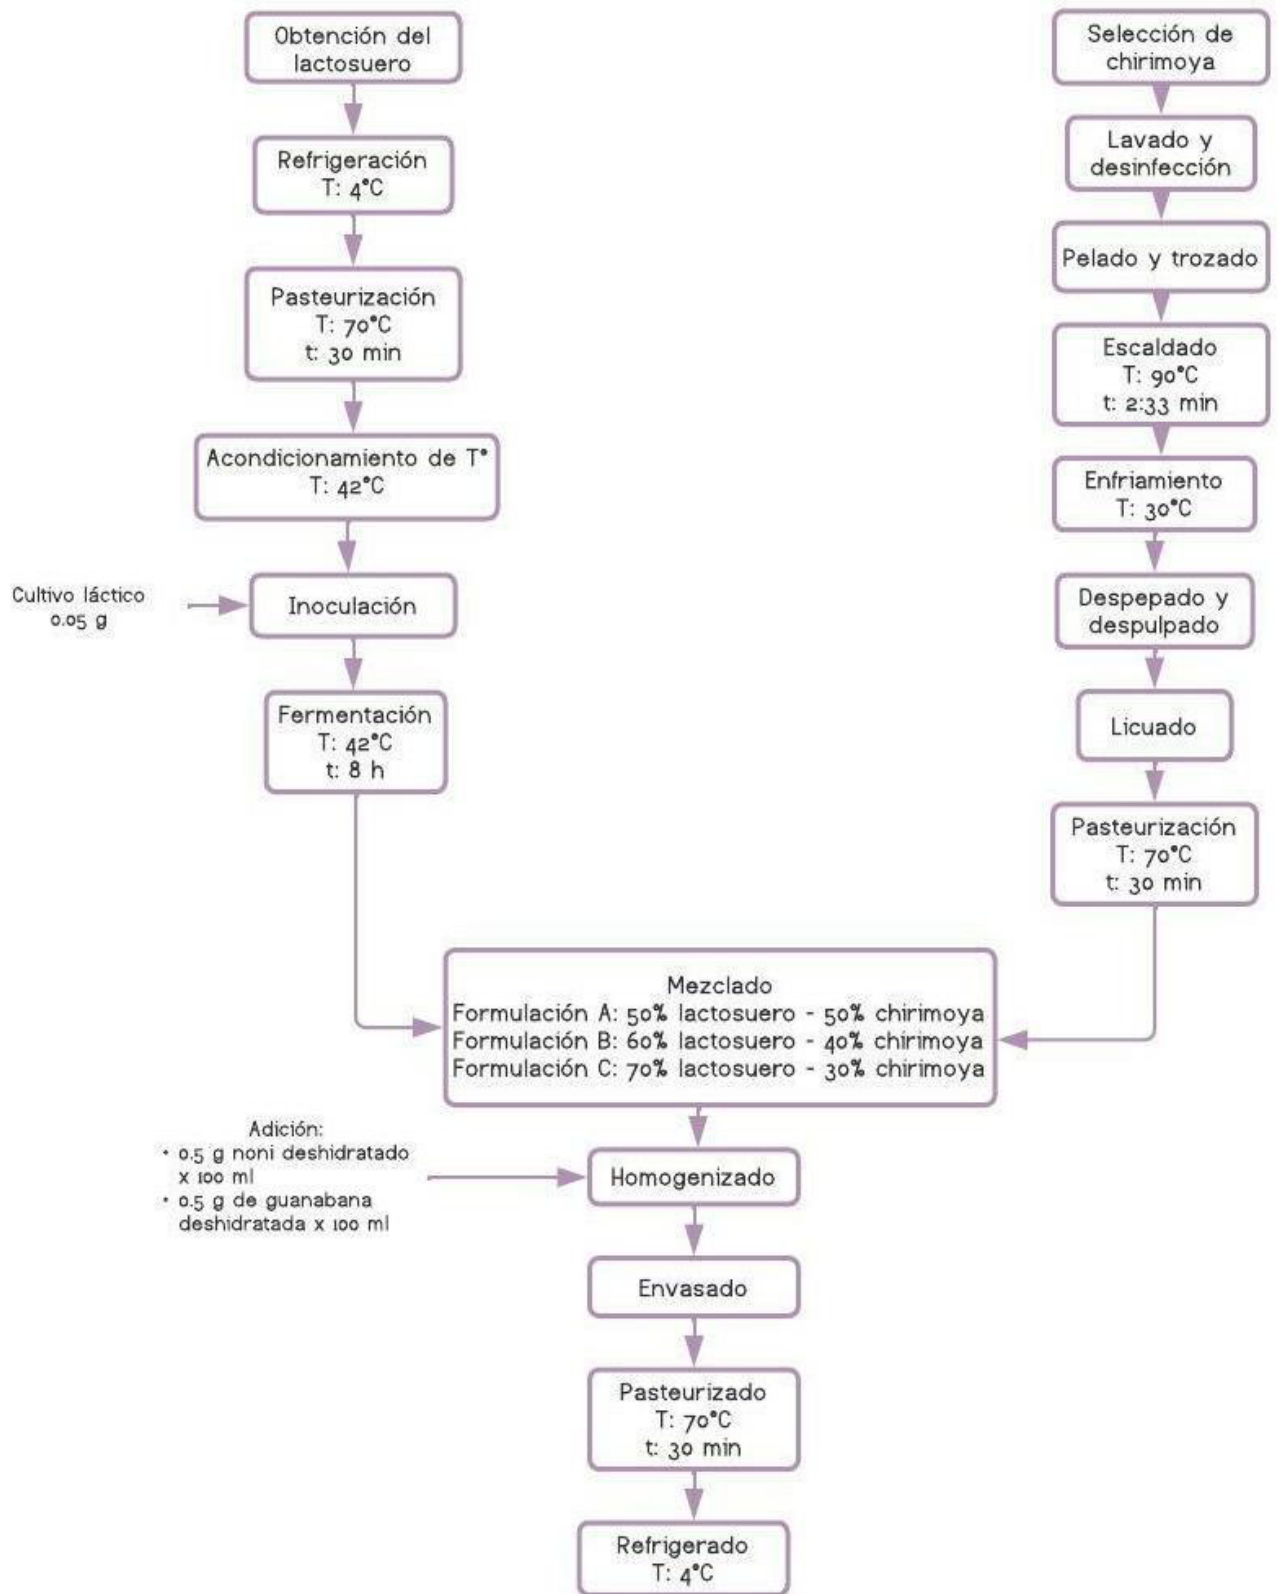 Obtención del
lactosuero
Refrigeración
T: 4°C
Pasteurización
T: 70°C
t: 30 min
Acondicionamiento de T°
T: 42°C
Cultivo láctico
0.05 g
Inoculación
Fermentación
T: 42°C
t: 8 h
Selección de
chirimoya
Lavado y
desinfección
Pelado y trozado
Escaldado
T: 90°C
t: 2:33 min
Enfriamiento
T: 30°C
Despepado y
despulpado
Licuado
Pasteurización
T: 70°C
t: 30 min
Mezclado
Formulación A: 50% lactosuero - 50% chirimoya
Formulación B: 60% lactosuero - 40% chirimoya
Formulación C: 70% lactosuero - 30% chirimoya
Adición:
• 0.5 g noni deshidratado
x 100 ml
• 0.5 g de guanabana
deshidratada x 100 ml
Homogenizado
Envasado
Pasteurizado
T: 70°C
t: 30 min
Refrigerado
T: 4°C